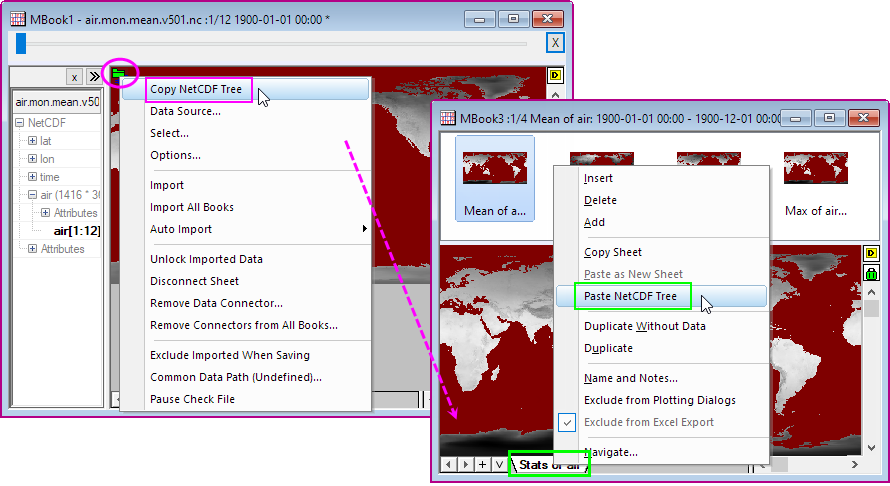 MBook1 - air.mon.mean.v501.nc :1/12 1900-01-01 00:00 *
X
x
D
air.mon.mean.v50
NetCDF
lat
lon
time
air (1416 * 36
Attributes
air[1:12]
Attributes
Copy NetCDF Tree
Data Source...
Select...
Options...
Import
Import All Books
Auto Import
Unlock Imported Data
Disconnect Sheet
Remove Data Connector...
Remove Connectors from All Books...
Exclude Imported When Saving
Common Data Path (Undefined)...
Pause Check File
MBook3 :1/4 Mean of air: 1900-01-01 00:00 - 1900-12-01 00:00
Mean of a...
Max of air...
D
Insert
Delete
Add
Copy Sheet
Paste as New Sheet
Paste NetCDF Tree
Duplicate Without Data
Duplicate
Name and Notes...
Exclude from Plotting Dialogs
Exclude from Excel Export
Navigate...
Stats of air